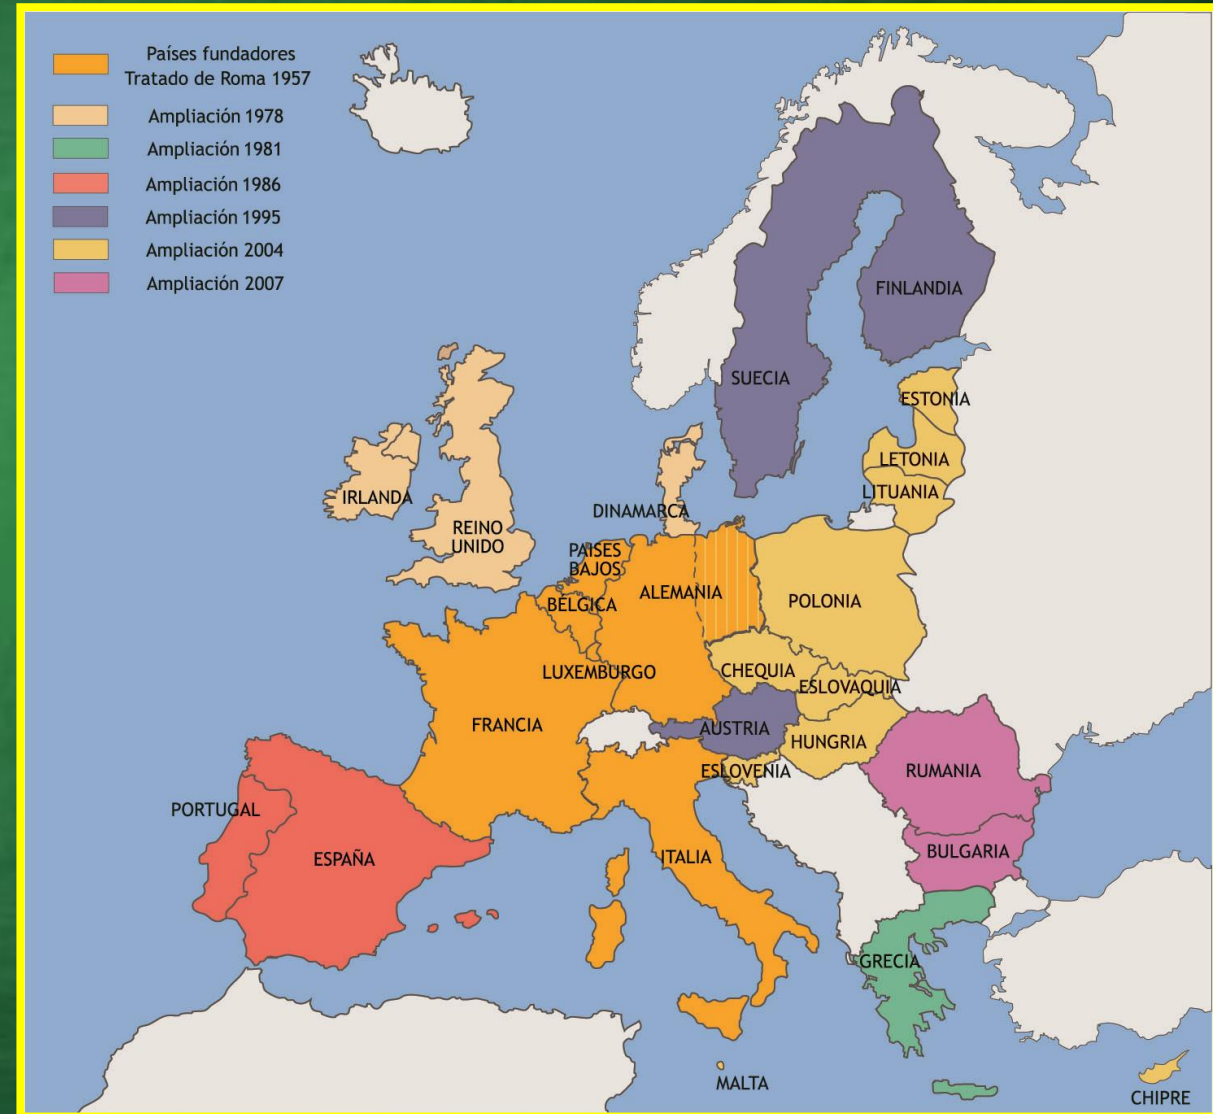 Países fundadores
Tratado de Roma 1957
Ampliación 1978
Ampliación 1981
Ampliación 1986
Ampliación 1995
Ampliación 2004
Ampliación 2007
FINLANDIA
SUECIA
ESTONIA
LETONIA
LITUANIA
IRLANDA
REINO
UNIDO
DINAMARCA
PAISES
BAJOS
BÉLGICA
ALEMANIA
POLONIA
LUXEMBURGO
CHEQUIA
ESLOVAQUIA
FRANCIA
AUSTRIA
HUNGRIA
ESLOVENIA
RUMANIA
PORTUGAL
ESPAÑA
ITALIA
BULGARIA
GRECIA
MALTA
CHIPRE